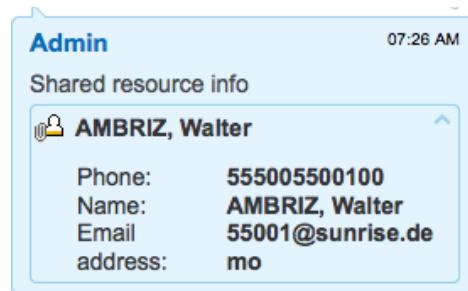 Admin 07:26 AM
Shared resource info
AMBRIZ, Walter
Phone: 555005500100
Name: AMBRIZ, Walter
Email 55001@sunrise.de
address: mo